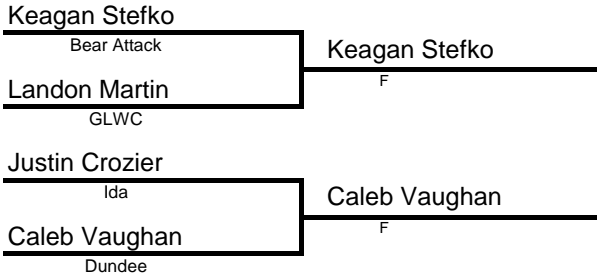 Keagan Stefko
Bear Attack
Keagan Stefko
F
Landon Martin
GLWC
Justin Crozier
Ida
Caleb Vaughan
F
Caleb Vaughan
Dundee